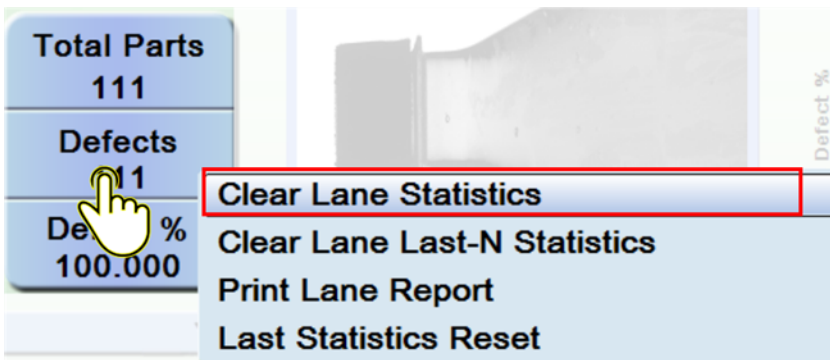 Total Parts
111
Defects
11
%
100.000
Clear Lane Statistics
Clear Lane Last-N Statistics
Print Lane Report
Last Statistics Reset
Defect %